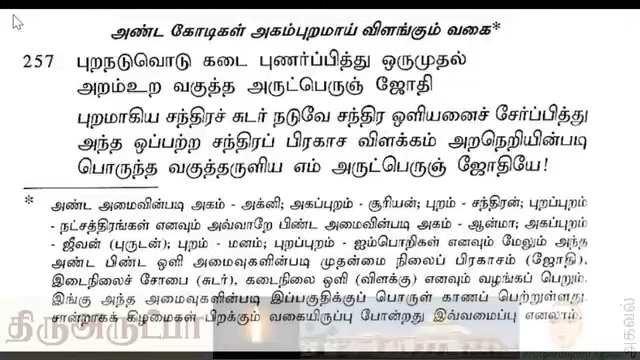 அண்ட கோடிகள் அகம்புறமாய் விளங்கும் வகை*
257 புறநடுவொடு கடை புணர்ப்பித்து ஒருமுதல்
அறம்உற வகுத்த அருட்பெருஞ் ஜோதி
புறமாகிய சந்திரச் சுடர் நடுவே சந்திர ஒளியனைச் சேர்ப்பித்து
அந்த ஒப்பற்ற சந்திரப் பிரகாச விளக்கம் அறநெறியின்படி
பொருந்த வகுத்தருளிய எம் அருட்பெருஞ் ஜோதியே!
* அண்ட அமைவின்படி அகம் - அக்னி; அகப்புறம் - சூரியன்; புறம் - சந்திரன்; புறப்புறம்
- நட்சத்திரங்கள் எனவும் அவ்வாறே பிண்ட அமைவின்படி அகம் - ஆன்மா; அகப்புறம்
- ஜீவன் (புருடன்); புறம் - மனம்; புறப்புறம் - ஐம்பொறிகள் எனவும் மேலும் அந்த
அண்ட பிண்ட ஒளி அமைவுகளின்படி முதன்மை நிலைப் பிரகாசம் (ஜோதி),
இடைநிலைச் சோபை (சுடர்), கடைநிலை ஒளி (விளக்கு) எனவும் வழங்கப் பெறும்.
இங்கு அந்த அமைவுகளின்படி இப்பகுதிக்குப் பொருள் காணப் பெற்றுள்ளது.
சான்றாகக் கிழமைகள் பிறக்கும் வகையிருப்பு போன்றது இவ்வமைப்பு எனலாம்.
திருஅருட்பா
அகவல்